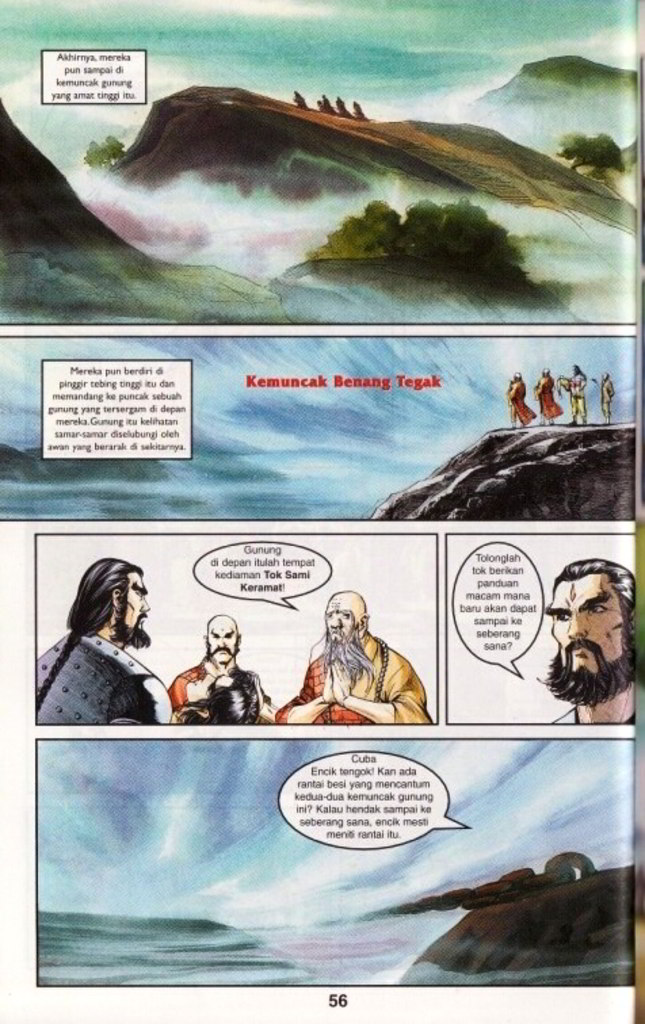 Akhirnya, mereka
pun sampai di
kemuncak gunung
yang amat tinggi itu.
Mereka pun berdiri di
pinggir tebing tinggi itu dan
memandang ke puncak sebuah
gunung yang tersergam di depan
mereka.Gunung itu kelihatan
samar-samar diselubungi oleh
awan yang berarak di sekitarnya.
Kemuncak Benang Tegak
Gunung
di depan itulah tempat
kediaman Tok Sami
Keramat!
Tolonglah
tok berikan
panduan
macam mana
baru akan dapat
sampai ke
seberang
sana?
Cuba
Encik tengok! Kan ada
rantai besi yang mencantum
kedua-dua kemuncak gunung
ini? Kalau hendak sampai ke
seberang sana, encik mesti
meniti rantai itu.
56